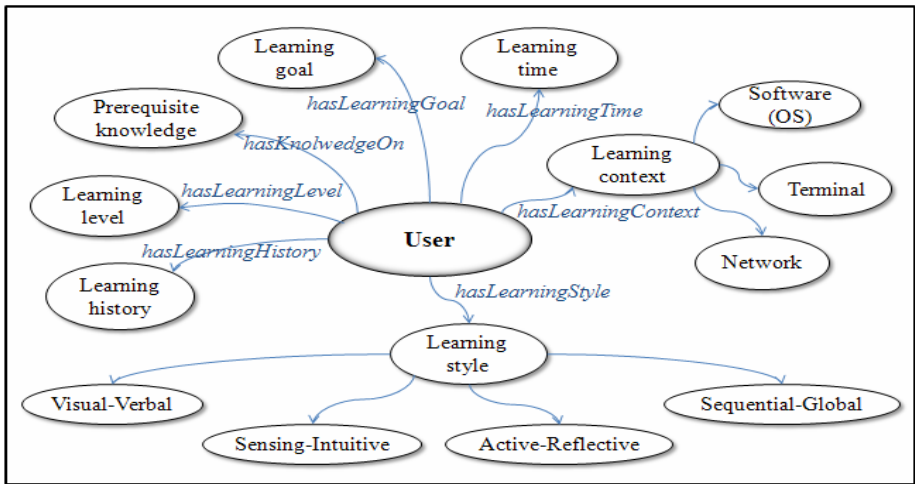 Learning
goal
Learning
time
hasLearningGoal
hasLearningTime
Software
(OS)
Prerequisite
knowledge
hasKnolwedgeOn
Learning
context
Terminal
Learning
level
hasLearningLevel
hasLearningContext
User
Network
hasLearningHistory
Learning
history
hasLearningStyle
Learning
style
Visual-Verbal
Sequential-Global
Sensing-Intuitive
Active-Reflective